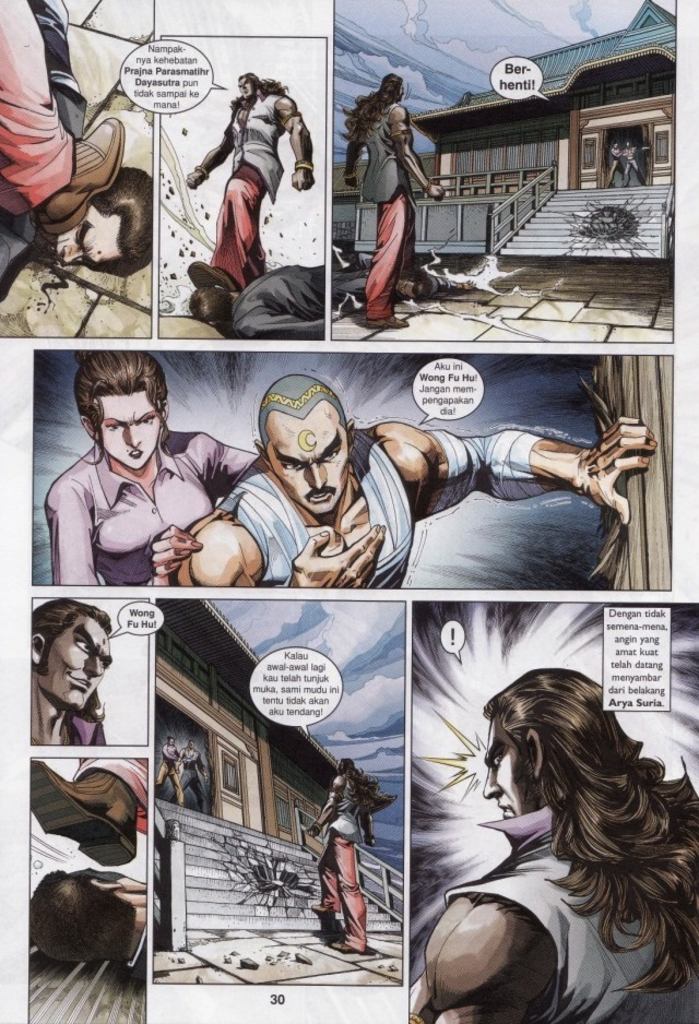 Nampak-
nya kehebatan
Prajna Parasmatihr
Dayasutra pun
tidak sampai ke
mana!
Ber-
henti!
Aku ini
Wong Fu Hu!
Jangan mem-
pengapakan
dia!
Wong
Fu Hu!
Kalau
awal-awal lagi
kau telah tunjuk
muka, sami mudu ini
tentu tidak akan
aku tendang!
!
Dengan tidak
semena-mena,
angin yang
amat kuat
telah datang
menyambar
dari belakang
Arya Suria.
30